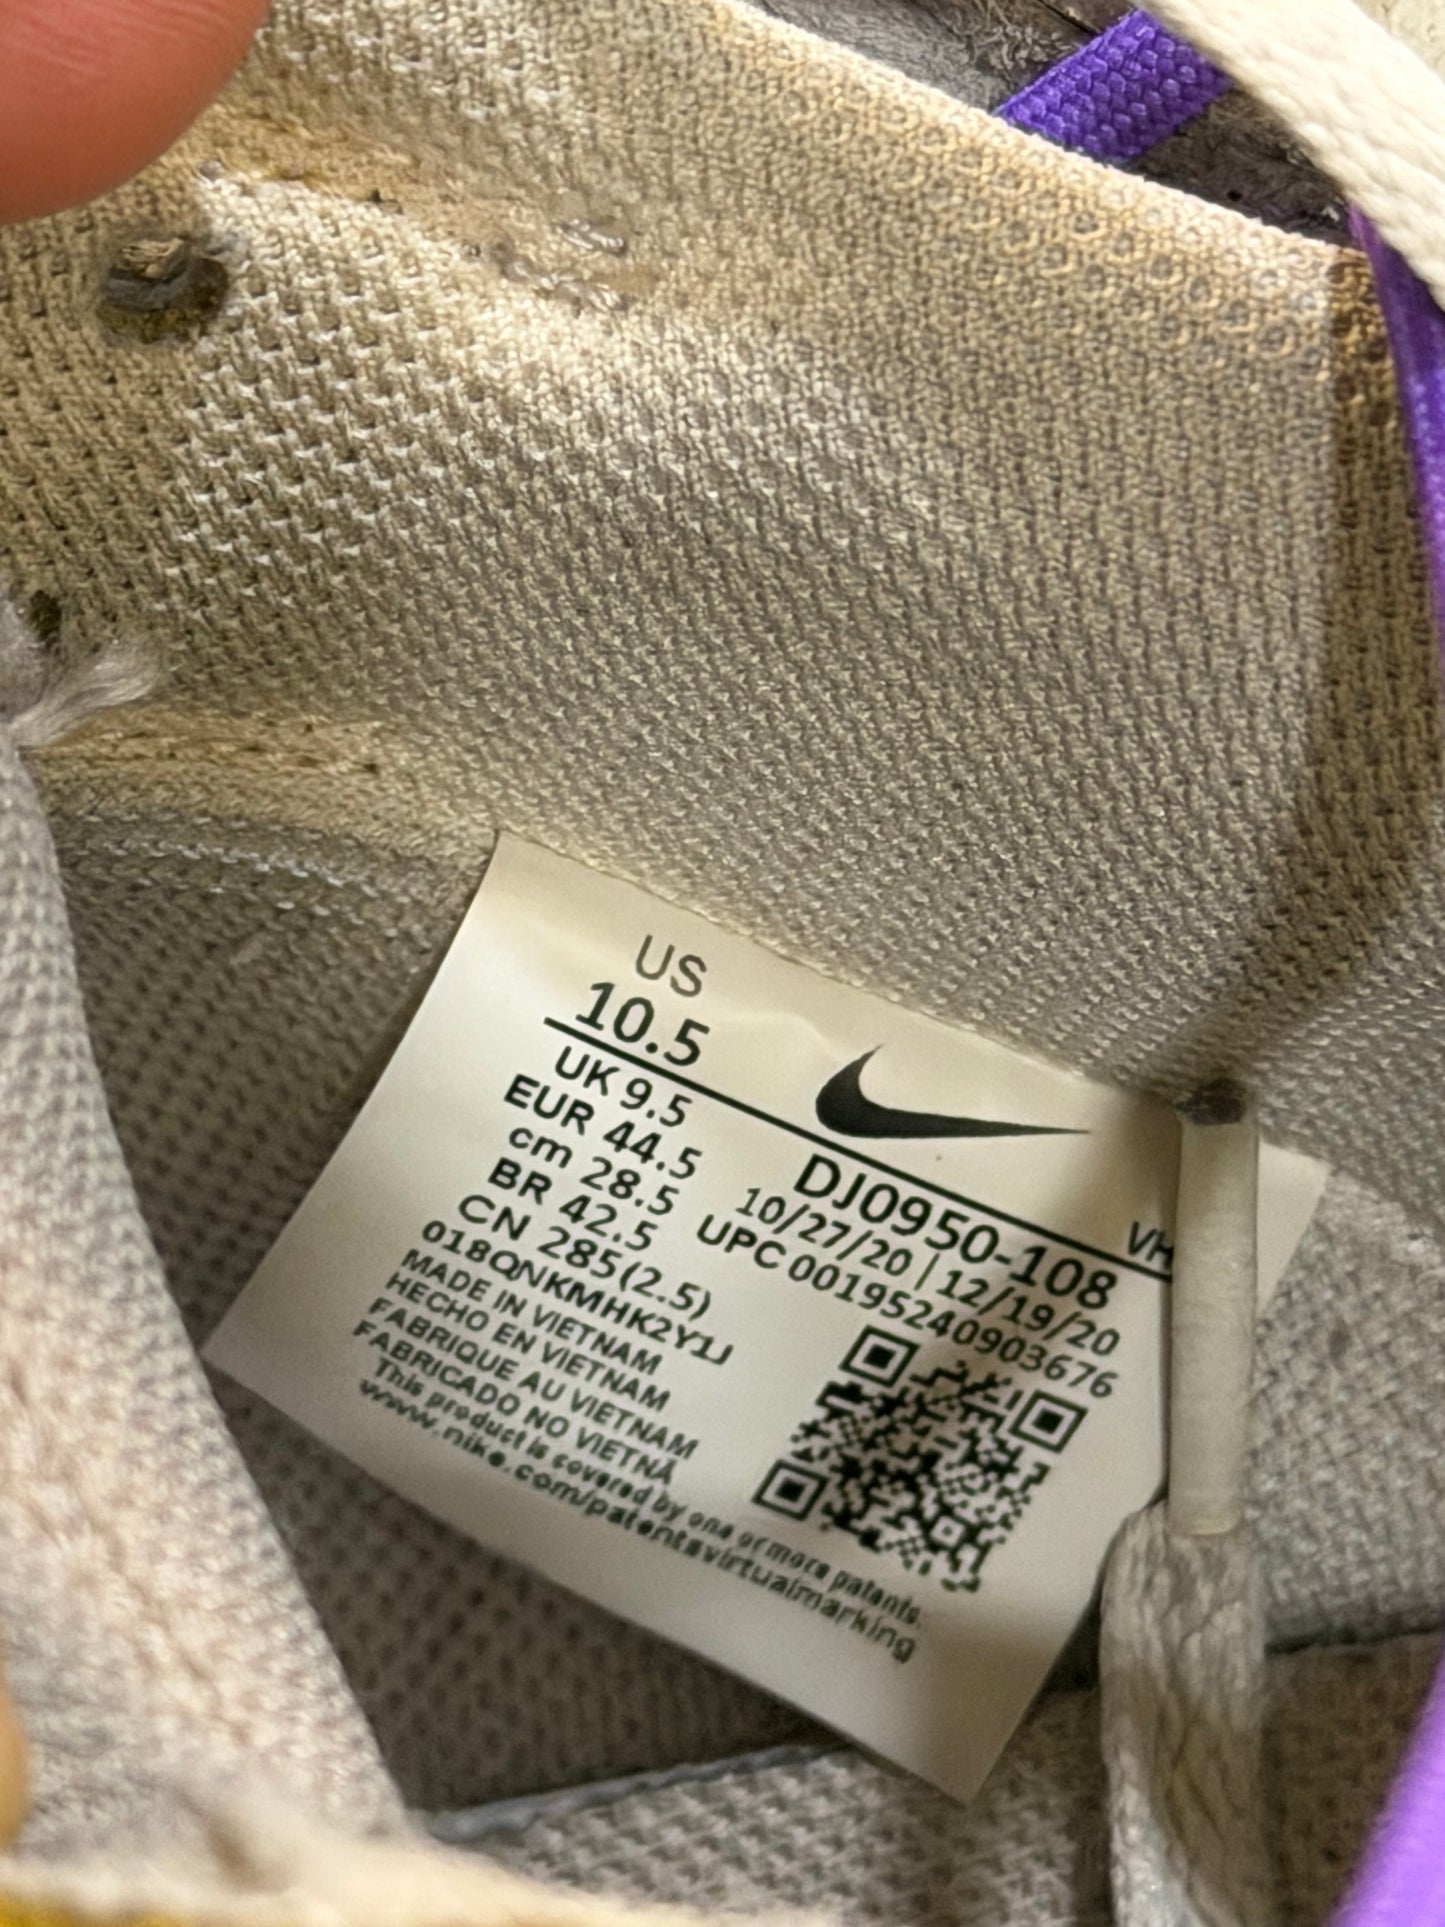 US
10.5
UK 9.5
EUR 44.5
cm 28.5
BR 42.5
CN 285(2.5)
018QNKMHK2Y1J
MADE IN VIETNAM
HECHO EN VIETNAM
FABRIQUE AU VIETNAM
FABRICADO NO VIETNÃ
This product is covered by one or more patents.
www.nike.com/patentsvirtualmarking
VH
DJ0950-108
10/27/20 | 12/19/20
UPC 00195240903676